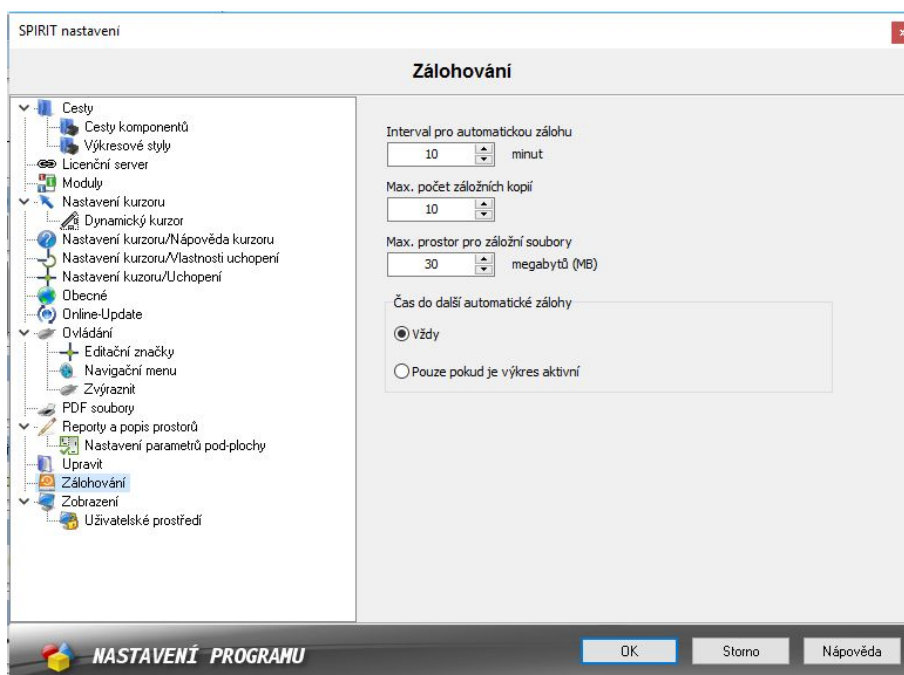 SPIRIT nastavení
Zálohování
Cesty
Cesty komponentů
Výkresové styly
Licenční server
Moduly
Nastavení kurzoru
Dynamický kurzor
Nastavení kurzoru/Nápověda kurzoru
Nastavení kurzoru/Vlastnosti uchopení
Nastavení kuzoru/Uchopení
Obecné
Online-Update
Ovládání
Editační značky
Navigační menu
Zvýraznit
PDF soubory
Reporty a popis prostorů
Nastavení parametrů pod-plochy
Upravit
Zálohování
Zobrazení
Uživatelské prostředí
Interval pro automatickou zálohu
10 minut
Max. počet záložních kopií
10
Max. prostor pro záložní soubory
30 megabytů (MB)
Čas do další automatické zálohy
Vždy
Pouze pokud je výkres aktivní
NASTAVENÍ PROGRAMU
OK Storno Nápověda